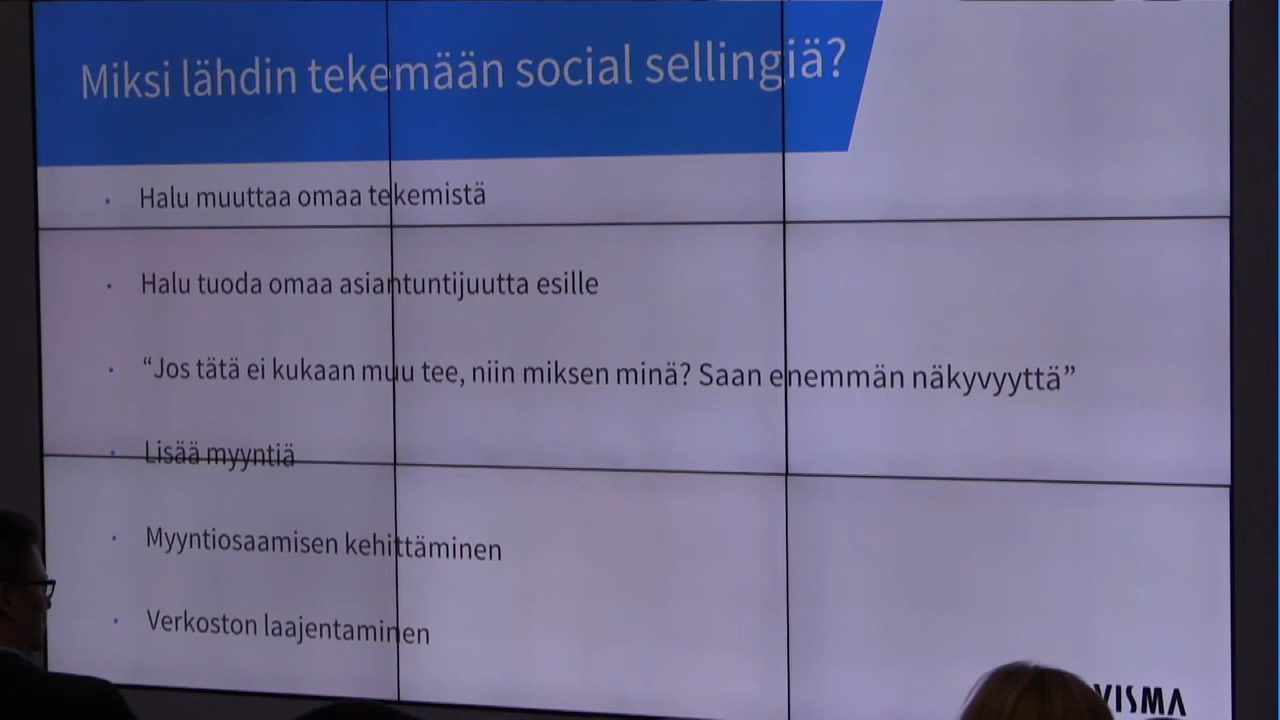 Miksi lähdin tekemään social sellingiä?
• Halu muuttaa omaa tekemistä
• Halu tuoda omaa asiantuntijuutta esille
• “Jos tätä ei kukaan muu tee, niin miksen minä? Saan enemmän näkyvyyttä”
• Lisää myyntiä
• Myyntiosaamisen kehittäminen
• Verkoston laajentaminen
VISMA